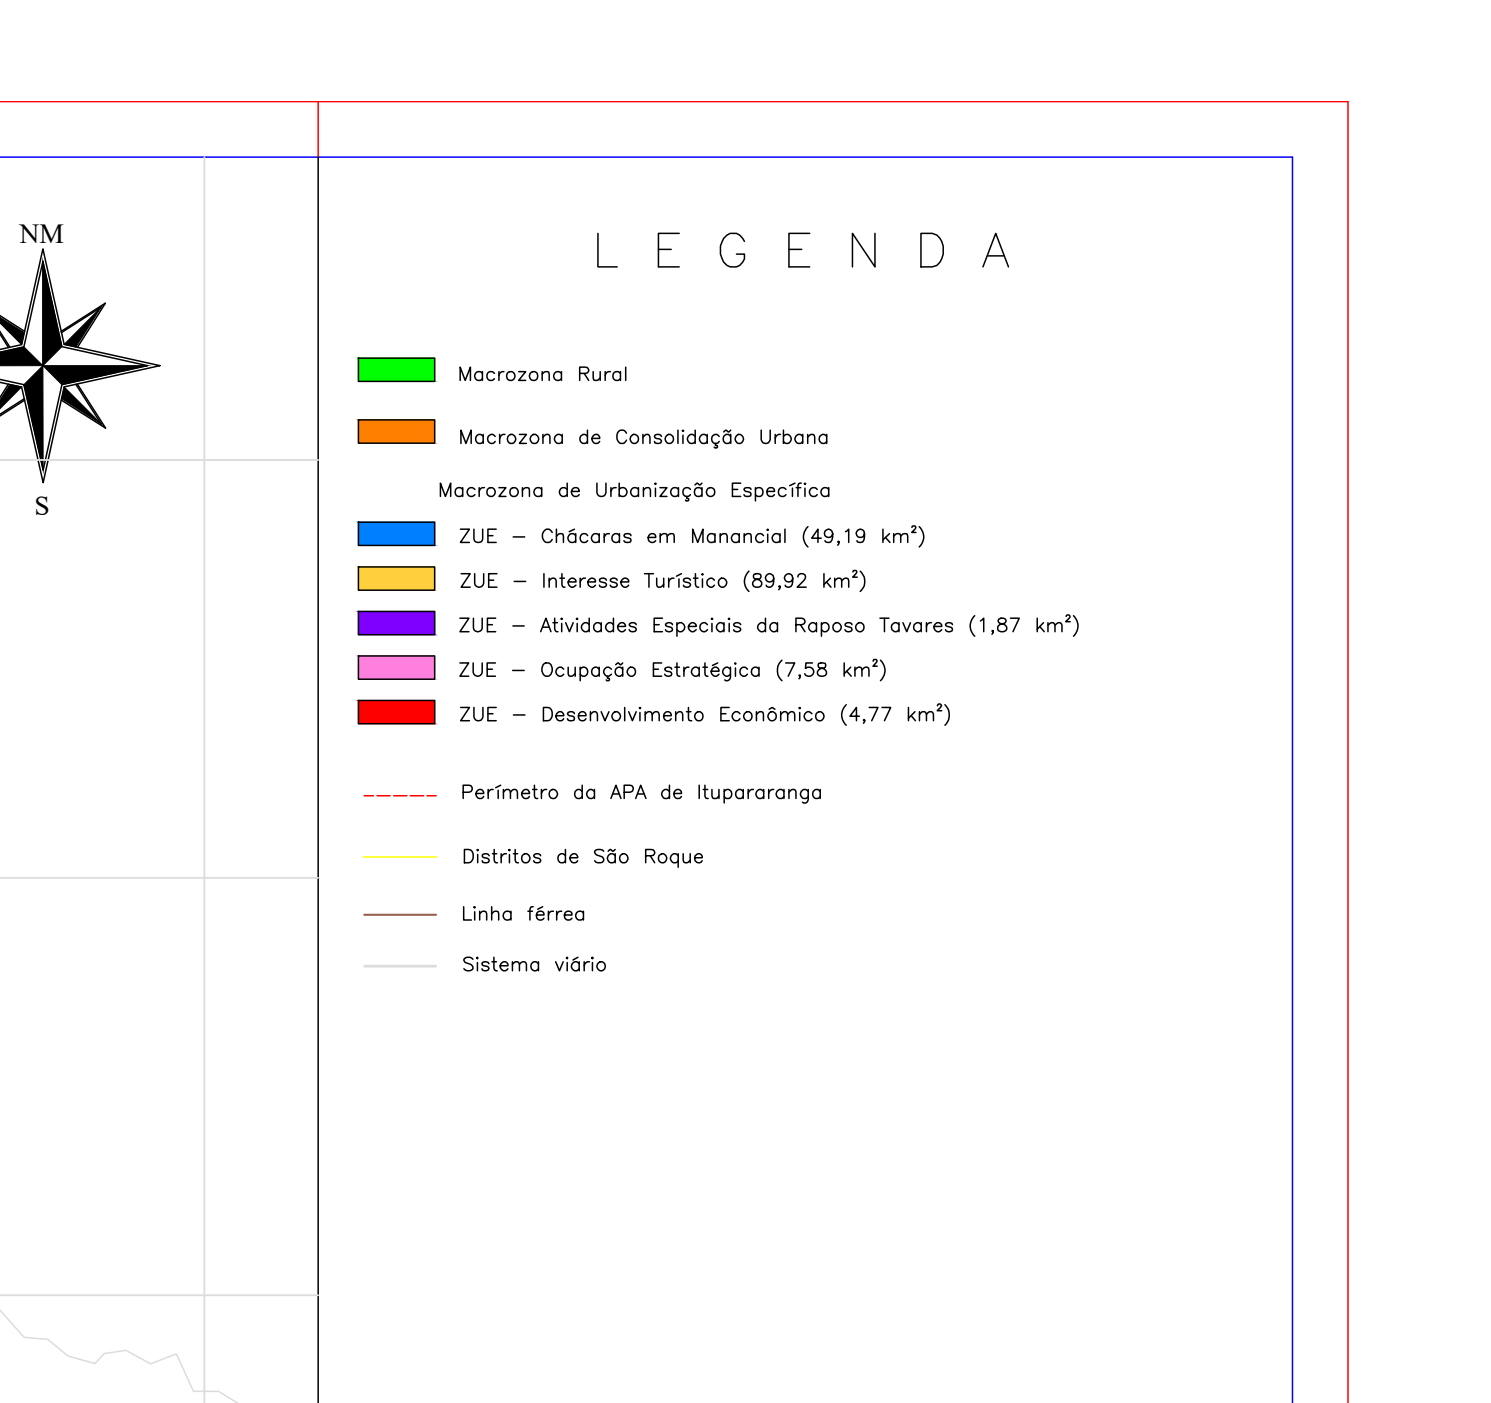 NM
S
LEGENDA
Macrozona Rural
Macrozona de Consolidação Urbana
Macrozona de Urbanização Específica
ZUE - Chácaras em Manancial (49,19 km²)
ZUE - Interesse Turístico (89,92 km²)
ZUE - Atividades Especiais da Raposo Tavares (1,87 km²)
ZUE - Ocupação Estratégica (7,58 km²)
ZUE - Desenvolvimento Econômico (4,77 km²)
Perímetro da APA de Itupararanga
Distritos de São Roque
Linha férrea
Sistema viário